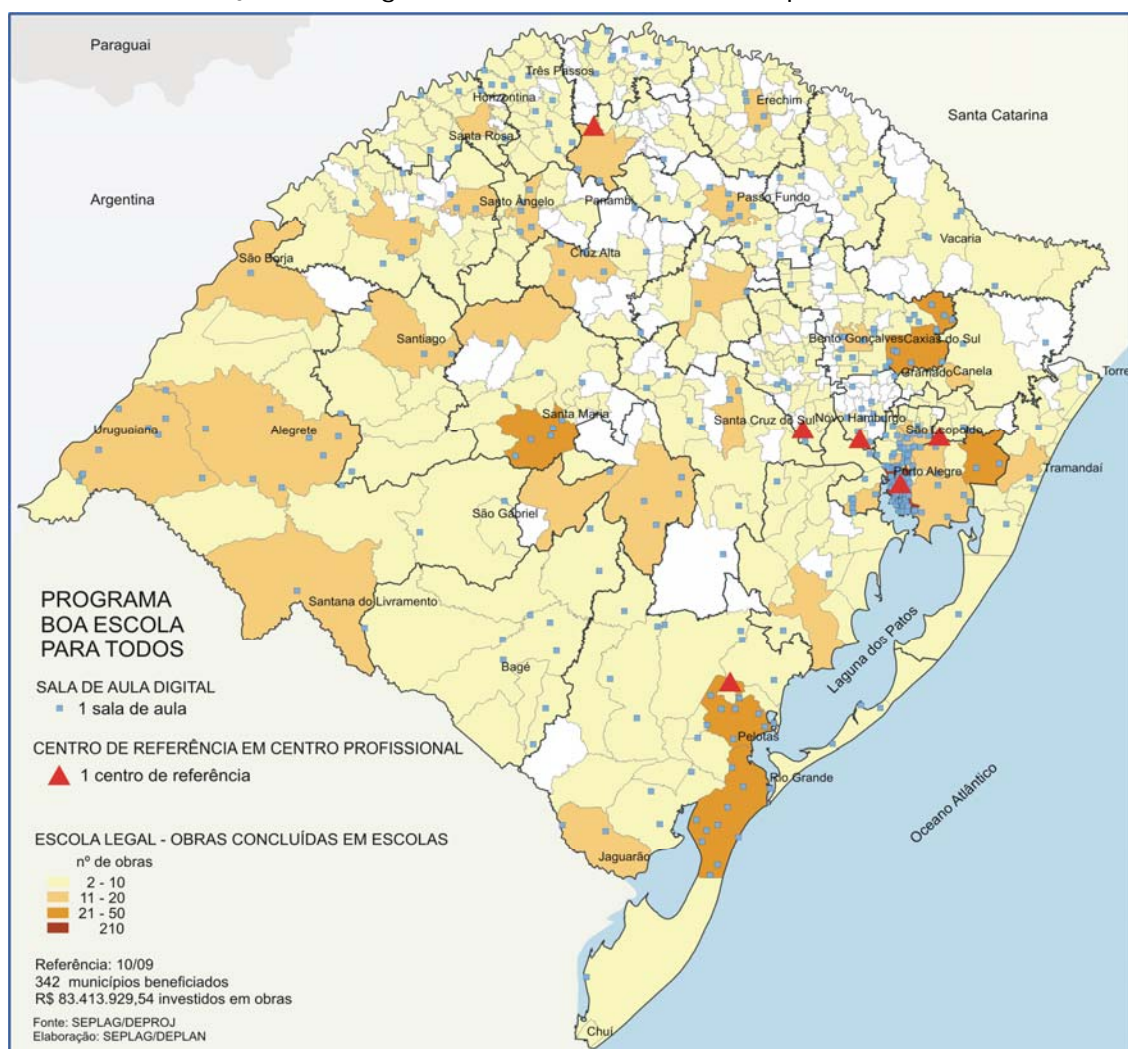 Paraguai
Três Passos
Horizontina
Erechim
Santa Catarina
Santa Rosa
Argentina
Santo Ângelo
Panambi
Passo Fundo
Vacaria
São Borja
Cruz Alta
Santiago
Bento Gonçalves
Caxias do Sul
Gramado
Canela
Torre
Santa Maria
Santa Cruz do Sul
Novo Hamburgo
São Leopoldo
Uruguaiana
Alegrete
Porto Alegre
Tramandaí
São Gabriel
Santana do Livramento
Bagé
Laguna dos Patos
Pelotas
Rio Grande
Oceano Atlântico
Jaguarão
Chuí
PROGRAMA
BOA ESCOLA
PARA TODOS
SALA DE AULA DIGITAL
1 sala de aula
CENTRO DE REFERÊNCIA EM CENTRO PROFISSIONAL
1 centro de referência
ESCOLA LEGAL - OBRAS CONCLUÍDAS EM ESCOLAS
nº de obras
2 - 10
11 - 20
21 - 50
210
Referência: 10/09
342 municípios beneficiados
R$ 83.413.929,54 investidos em obras
Fonte: SEPLAG/DEPROJ
Elaboração: SEPLAG/DEPLAN